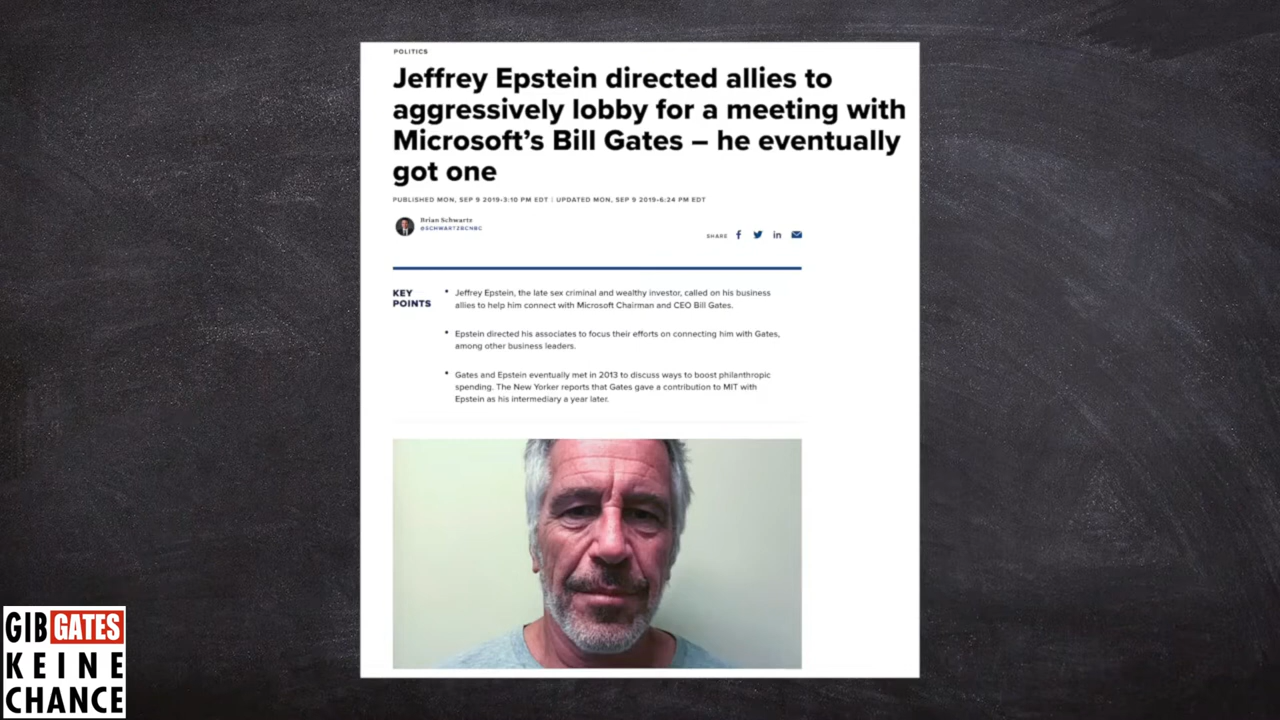 POLITICS
Jeffrey Epstein directed allies to
aggressively lobby for a meeting with
Microsoft's Bill Gates – he eventually
got one
PUBLISHED MON, SEP 9 2019•3:10 PM EDT | UPDATED MON, SEP 9 2019•6:24 PM EDT
Brian Schwartz
@SCHWARTZBCNBC
SHARE
KEY
POINTS
• Jeffrey Epstein, the late sex criminal and wealthy investor, called on his business
allies to help him connect with Microsoft Chairman and CEO Bill Gates.
• Epstein directed his associates to focus their efforts on connecting him with Gates,
among other business leaders.
• Gates and Epstein eventually met in 2013 to discuss ways to boost philanthropic
spending. The New Yorker reports that Gates gave a contribution to MIT with
Epstein as his intermediary a year later.
GIB GATES
KEINE
CHANCE